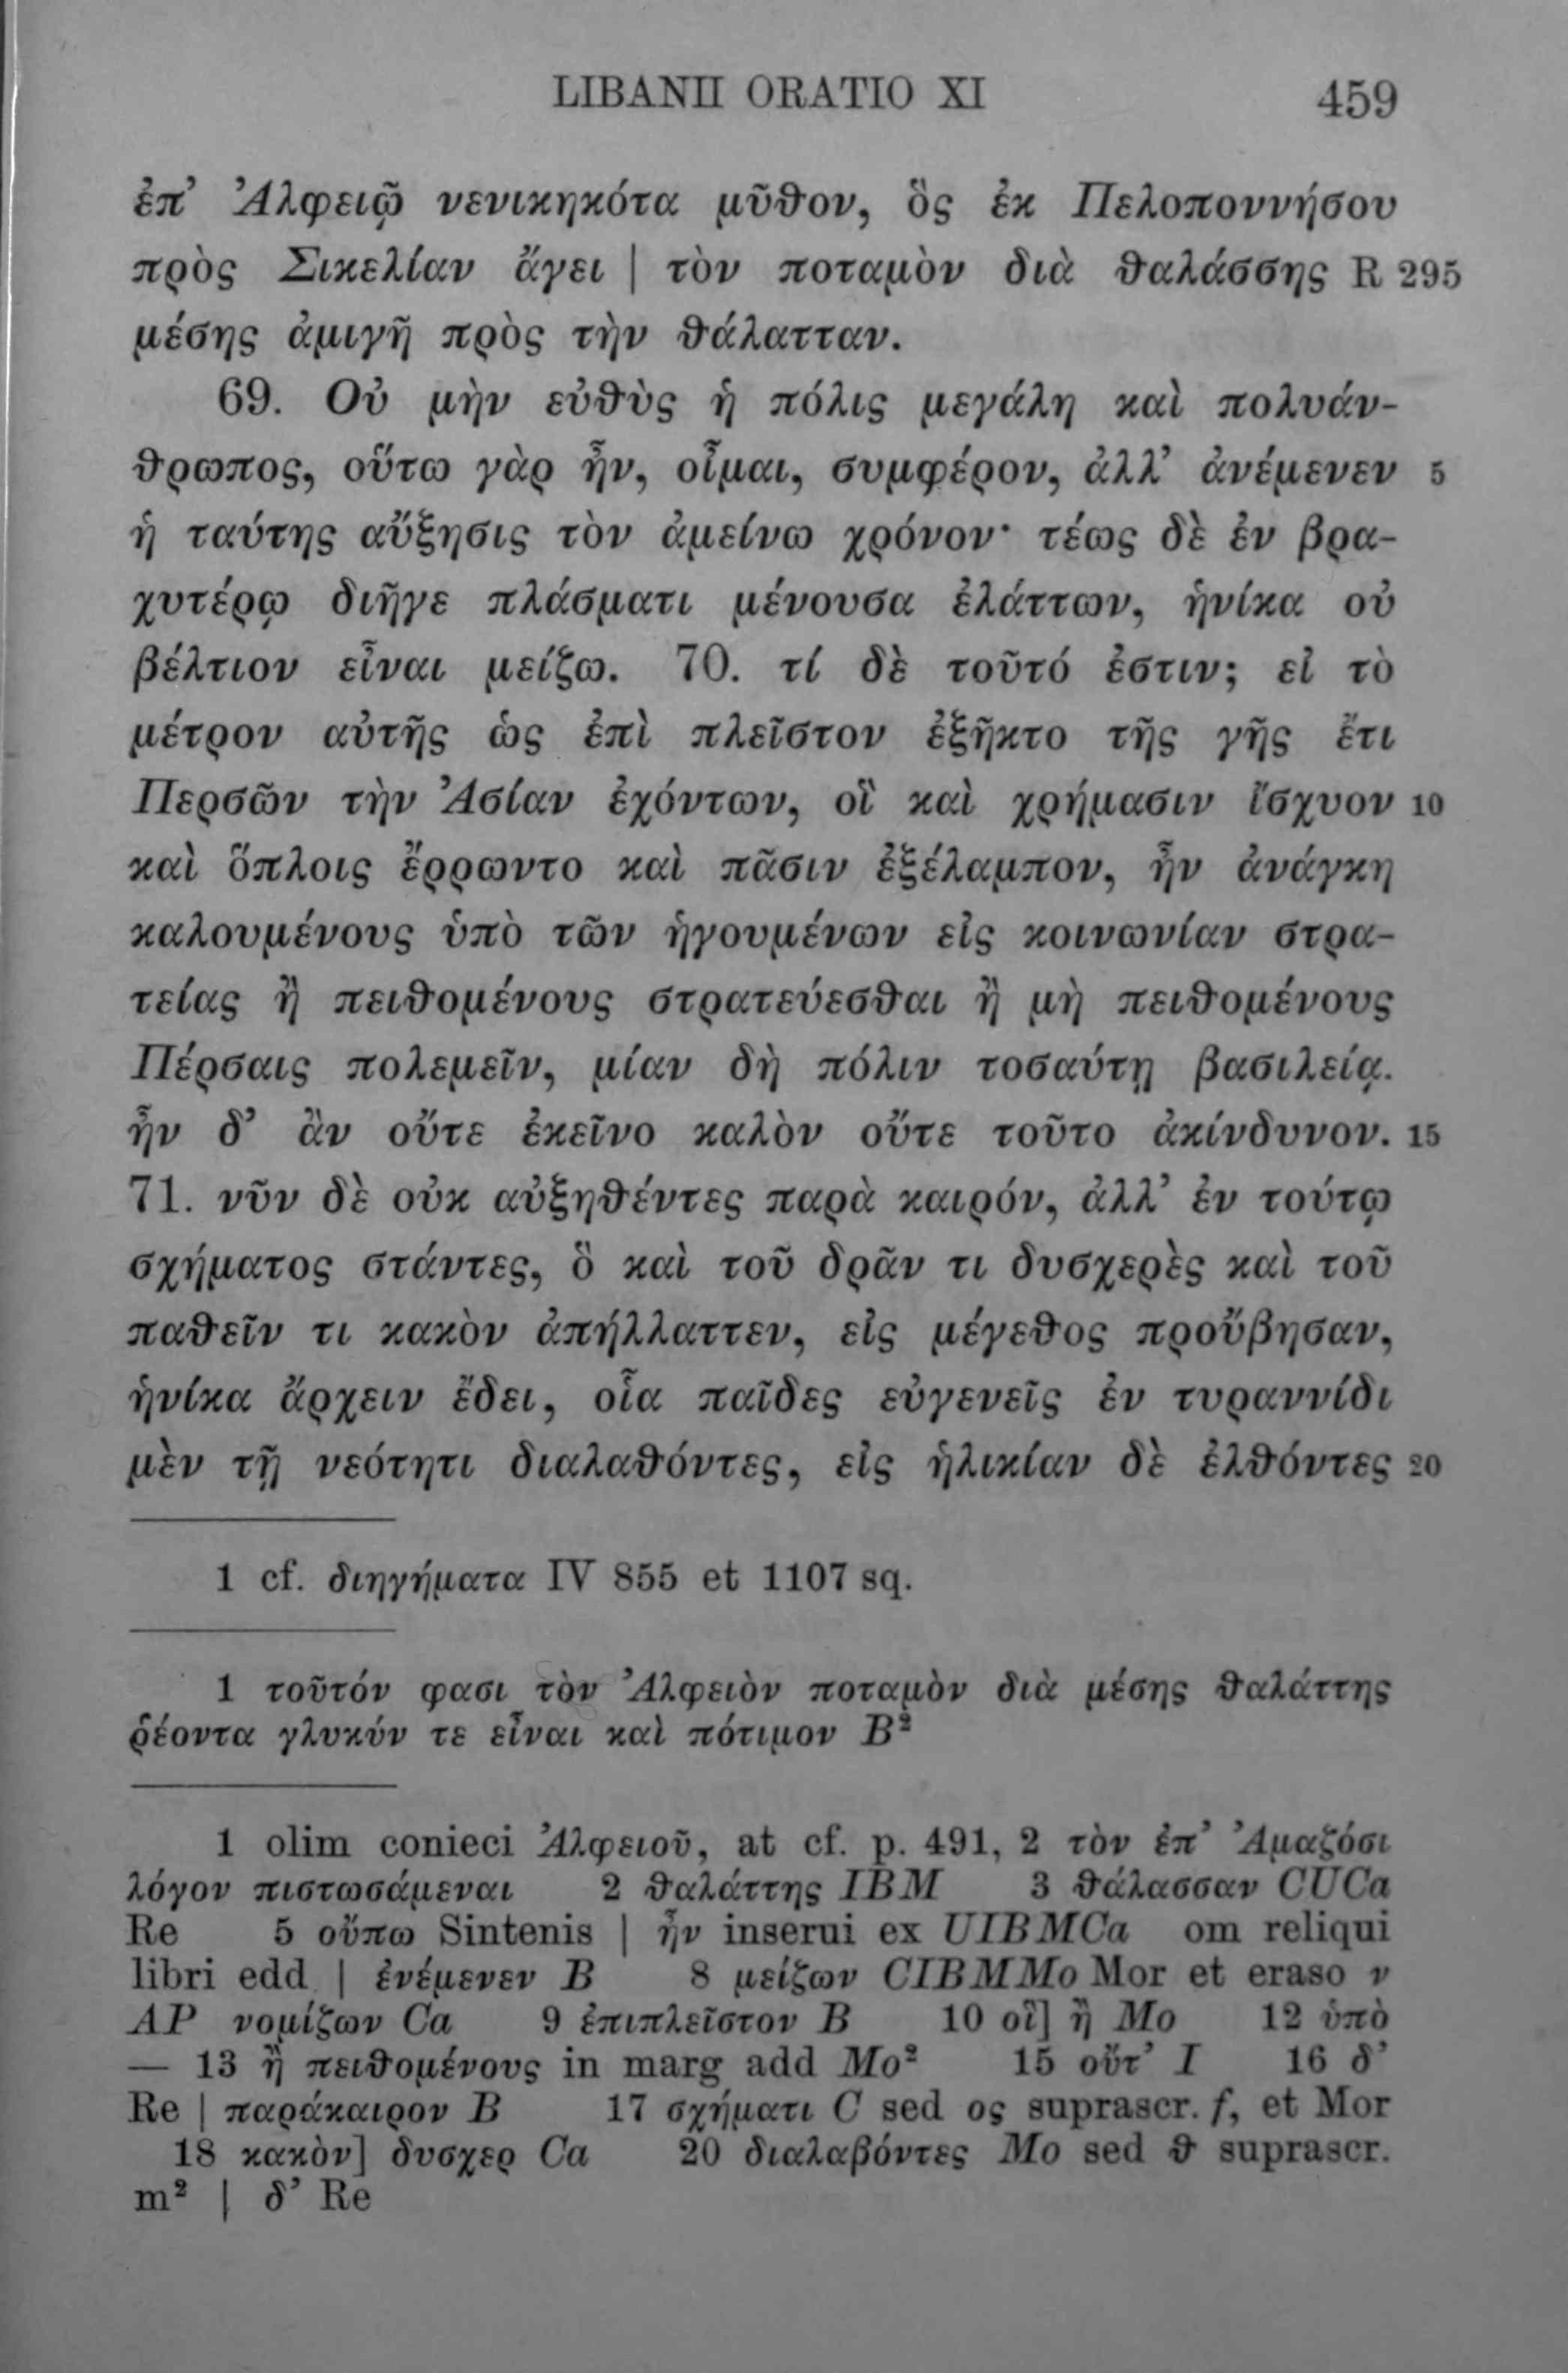 LIBANII ORATIO XI 459
ἐπ’ Ἀλφειῷ νενικηκότα μῦθον, ὃς ἐκ Πελοποννήσου
πρὸς Σικελίαν ἄγει | τὸν ποταμὸν διὰ θαλάσσης R 295
μέσης ἀμιγῆ πρὸς τὴν θάλατταν.
69. Οὐ μὴν εὐθὺς ἡ πόλις μεγάλη καὶ πολυάν-
θρωπος, οὕτω γὰρ ἦν, οἶμαι, συμφέρον, ἀλλ’ ἀνέμενεν 5
ἡ ταύτης αὔξησις τὸν ἀμείνω χρόνον· τέως δὲ ἐν βρα-
χυτέρῳ διῆγε πλάσματι μένουσα ἐλάττων, ἡνίκα οὐ
βέλτιον εἶναι μείζω. 70. τί δὲ τοῦτό ἐστιν; εἰ τὸ
μέτρον αὐτῆς ὡς ἐπὶ πλεῖστον ἐξῆκτο τῆς γῆς ἔτι
Περσῶν τὴν Ἀσίαν ἐχόντων, οἳ καὶ χρήμασιν ἴσχυον 10
καὶ ὅπλοις ἔρρωντο καὶ πᾶσιν ἐξέλαμπον, ἦν ἀνάγκη
καλουμένους ὑπὸ τῶν ἡγουμένων εἰς κοινωνίαν στρα-
τείας ἢ πειθομένους στρατεύεσθαι ἢ μὴ πειθομένους
Πέρσαις πολεμεῖν, μίαν δὴ πόλιν τοσαύτῃ βασιλείᾳ.
ἦν δ’ ἂν οὔτε ἐκεῖνο καλὸν οὔτε τοῦτο ἀκίνδυνον. 15
71. νῦν δὲ οὐκ αὐξηθέντες παρὰ καιρόν, ἀλλ’ ἐν τούτῳ
σχήματος στάντες, ὃ καὶ τοῦ δρᾶν τι δυσχερὲς καὶ τοῦ
παθεῖν τι κακὸν ἀπήλλαττεν, εἰς μέγεθος προὔβησαν,
ἡνίκα ἄρχειν ἔδει, οἷα παῖδες εὐγενεῖς ἐν τυραννίδι
μὲν τῇ νεότητι διαλαθόντες, εἰς ἡλικίαν δὲ ἐλθόντες 20
1 cf. διηγήματα IV 855 et 1107 sq.
1 τοῦτόν φασι τὸν Ἀλφειὸν ποταμὸν διὰ μέσης θαλάττης
ῥέοντα γλυκύν τε εἶναι καὶ πότιμον B²
1 olim conieci Ἀλφειοῦ, at cf. p. 491, 2 τὸν ἐπ’ Ἀμαζόσι
λόγον πιστωσάμεναι 2 θαλάττης IBM 3 θάλασσαν CUCa
Re 5 οὔπω Sintenis | ἦν inserui ex UIBMCa om reliqui
libri edd | ἐνέμενεν B 8 μείζων CIBMMo Mor et eraso ν
AP νομίζων Ca 9 ἐπιπλεῖστον B 10 οἳ] ἢ Mo 12 ὑπὸ
— 13 ἢ πειθομένους in marg add Mo² 15 οὔτ’ I 16 δ’
Re | παράκαιρον B 17 σχήματι C sed ος suprascr. f, et Mor
18 κακὸν] δυσχερ Ca 20 διαλαβόντες Mo sed θ suprascr.
m² | δ’ Re